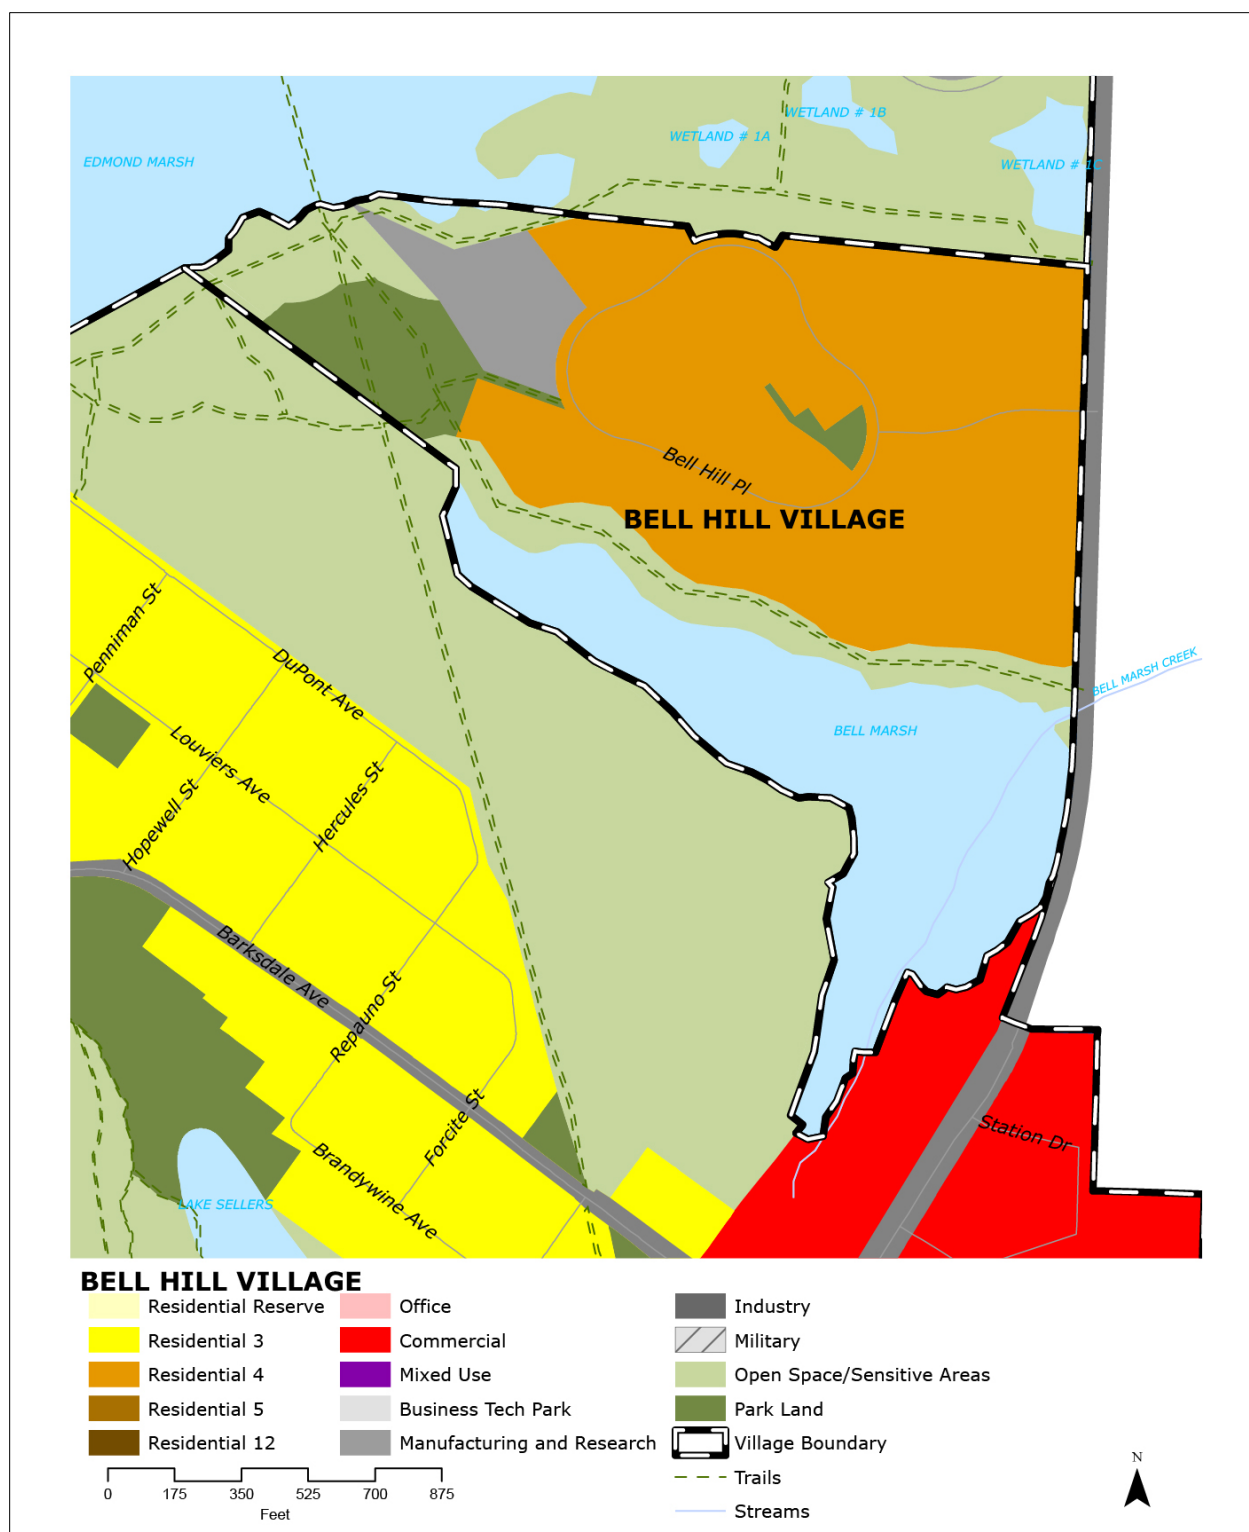 WETLAND # 1B
WETLAND # 1A
EDMOND MARSH
WETLAND # 1C
Bell Hill Pl
BELL HILL VILLAGE
Penniman St
DuPont Ave
BELL MARSH CREEK
Louviers Ave
BELL MARSH
Hopewell St
Hercules St
Barksdale Ave
Repauno St
Forcite St
Station Dr
Brandywine Ave
LAKE SELLERS
BELL HILL VILLAGE
Residential Reserve
Residential 3
Residential 4
Residential 5
Residential 12
Office
Commercial
Mixed Use
Business Tech Park
Manufacturing and Research
Industry
Military
Open Space/Sensitive Areas
Park Land
Village Boundary
Trails
Streams
0 175 350 525 700 875
Feet
N